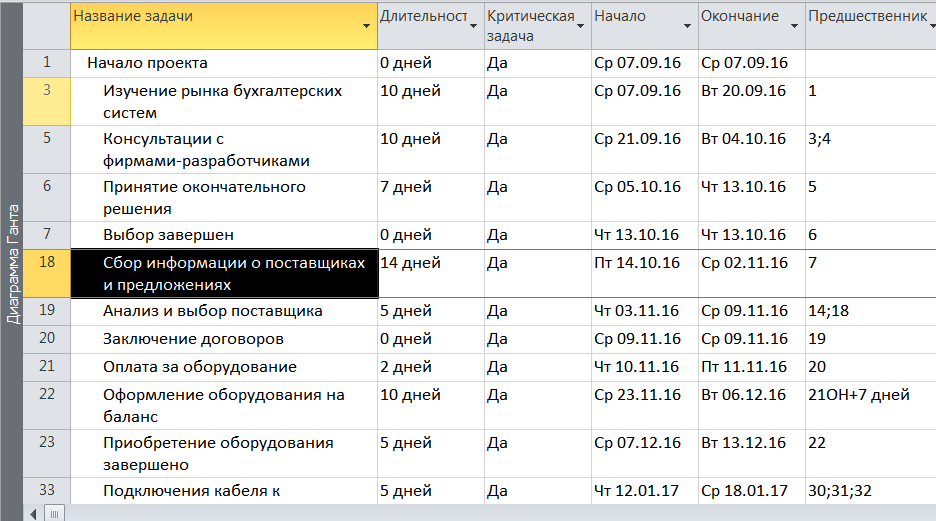 Название задачи Длительност Критическая задача Начало Окончание Предшественник
1 Начало проекта 0 дней Да Ср 07.09.16 Ср 07.09.16
3 Изучение рынка бухгалтерских 10 дней Да Ср 07.09.16 Вт 20.09.16 1
систем
5 Консультации с 10 дней Да Ср 21.09.16 Вт 04.10.16 3;4
фирмами-разработчиками
6 Принятие окончательного 7 дней Да Ср 05.10.16 Чт 13.10.16 5
решения
7 Выбор завершен 0 дней Да Чт 13.10.16 Чт 13.10.16 6
18 Сбор информации о поставщиках 14 дней Да Пт 14.10.16 Ср 02.11.16 7
и предложениях
19 Анализ и выбор поставщика 5 дней Да Чт 03.11.16 Ср 09.11.16 14;18
20 Заключение договоров 0 дней Да Ср 09.11.16 Ср 09.11.16 19
21 Оплата за оборудование 2 дней Да Чт 10.11.16 Пт 11.11.16 20
22 Оформление оборудования на 10 дней Да Ср 23.11.16 Вт 06.12.16 21ОН+7 дней
баланс
23 Приобретение оборудования 5 дней Да Ср 07.12.16 Вт 13.12.16 22
завершено
33 Подключения кабеля к 5 дней Да Чт 12.01.17 Ср 18.01.17 30;31;32
Диаграмма Ганта